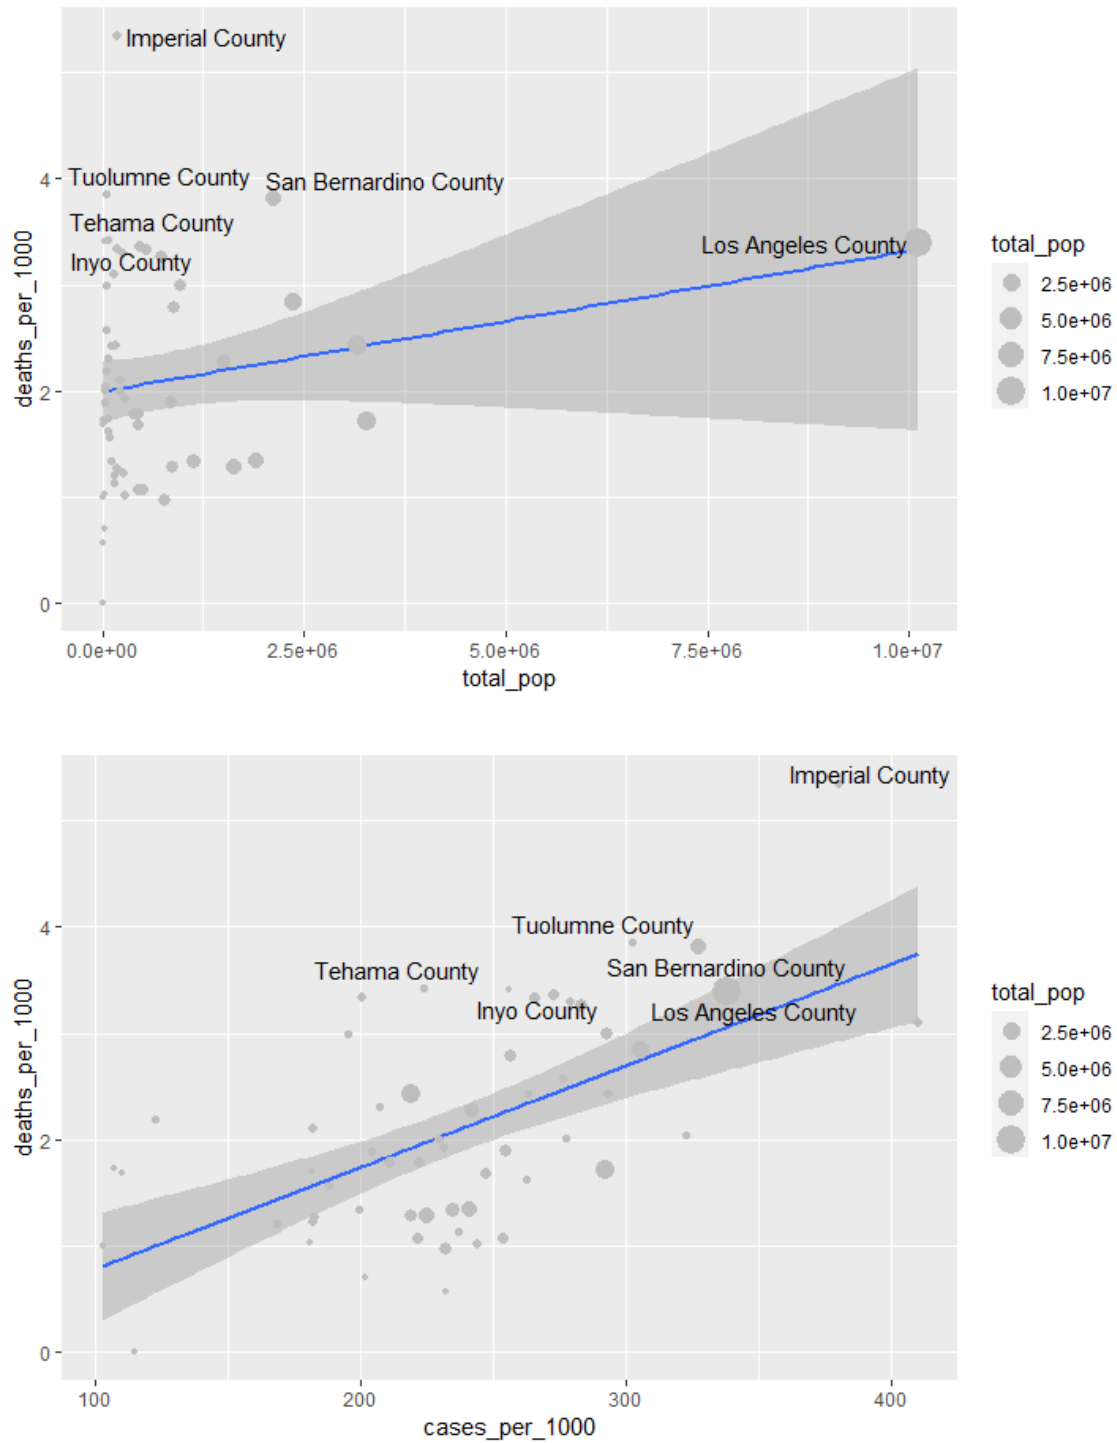 Imperial County
Tuolumne County
San Bernardino County
Tehama County
Inyo County
Los Angeles County
deaths_per_1000
4
2
0
0.0e+00 2.5e+06 5.0e+06 7.5e+06 1.0e+07
total_pop
total_pop
2.5e+06
5.0e+06
7.5e+06
1.0e+07
Imperial County
Tuolumne County
Tehama County
San Bernardino County
Inyo County
Los Angeles County
deaths_per_1000
4
2
0
100 200 300 400
cases_per_1000
total_pop
2.5e+06
5.0e+06
7.5e+06
1.0e+07